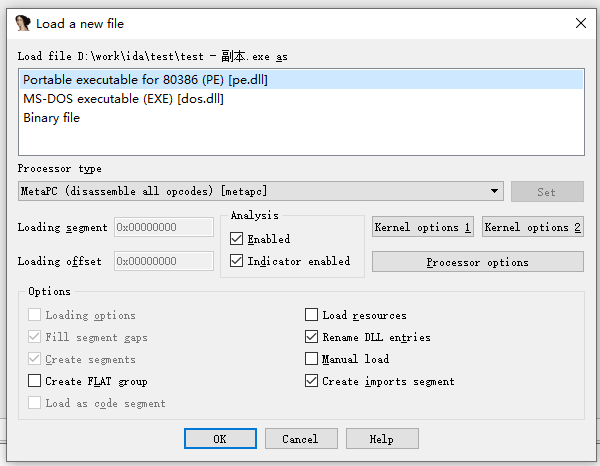 Load a new file
Load file D:\work\ida\test\test - 副本.exe as
Portable executable for 80386 (PE) [pe.dll]
MS-DOS executable (EXE) [dos.dll]
Binary file
Processor type
MetaPC (disassemble all opcodes) [metapc]
Set
Loading segment 0x00000000
Loading offset 0x00000000
Analysis
Enabled
Indicator enabled
Kernel options 1
Kernel options 2
Processor options
Options
Loading options
Fill segment gaps
Create segments
Create FLAT group
Load as code segment
Load resources
Rename DLL entries
Manual load
Create imports segment
OK
Cancel
Help